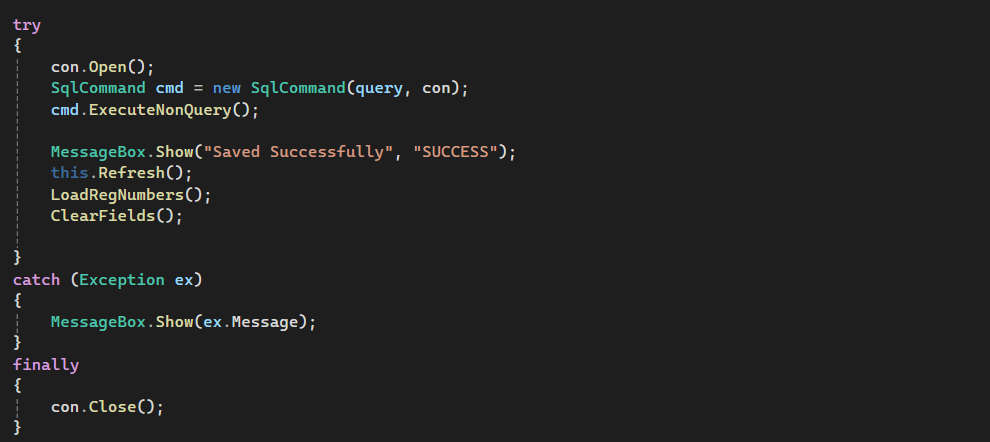 try
{
    con.Open();
    SqlCommand cmd = new SqlCommand(query, con);
    cmd.ExecuteNonQuery();

    MessageBox.Show("Saved Successfully", "SUCCESS");
    this.Refresh();
    LoadRegNumbers();
    ClearFields();

}
catch (Exception ex)
{
    MessageBox.Show(ex.Message);
}
finally
{
    con.Close();
}